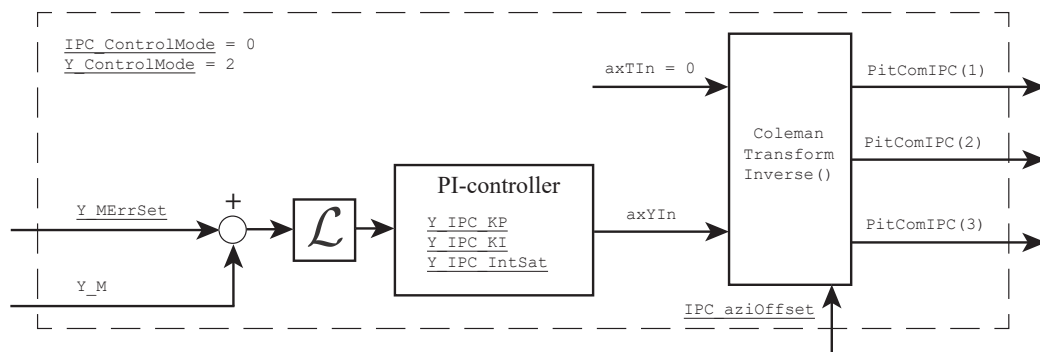 IPC_ControlMode = 0
Y_ControlMode = 2
axTIn = 0
PitComIPC(1)
Coleman
Transform
Inverse()
PitComIPC(2)
PI-controller
+
Y_MErrSet
ℒ
Y_IPC_KP
Y_IPC_KI
Y_IPC_IntSat
axYIn
PitComIPC(3)
Y_M
IPC_aziOffset